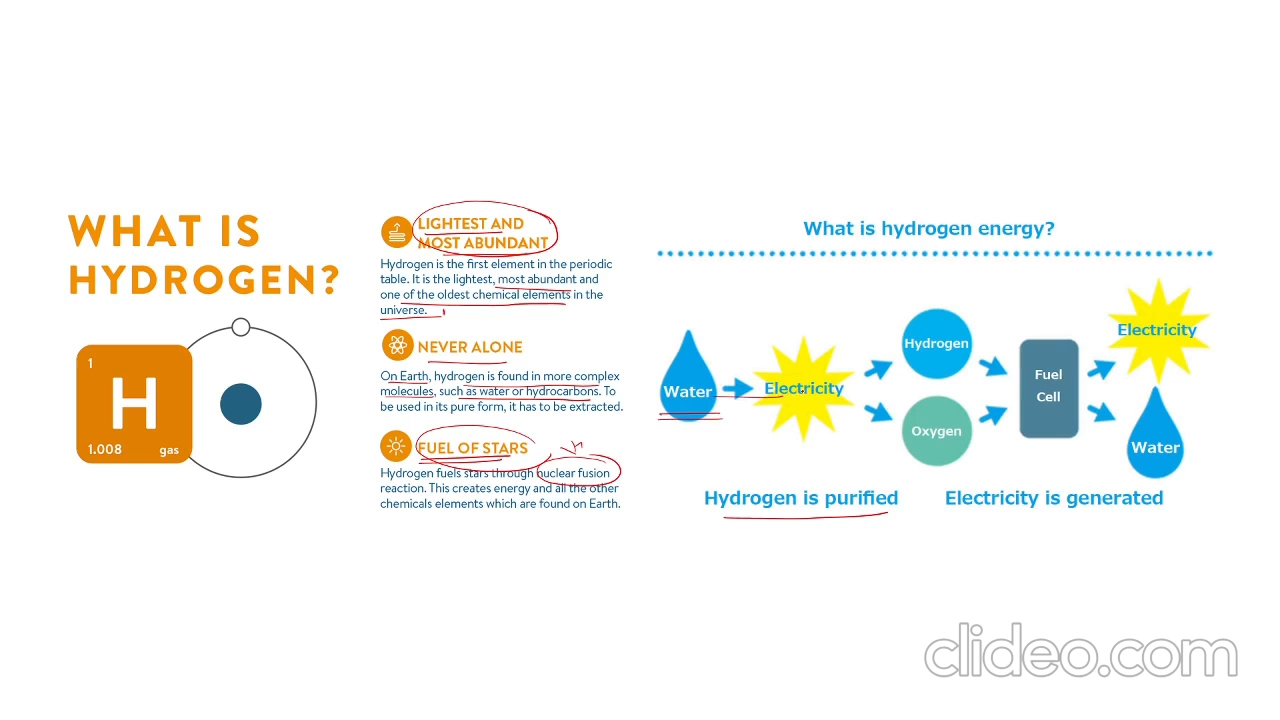 WHAT IS
HYDROGEN?
1
H
1.008 gas
LIGHTEST AND
MOST ABUNDANT
Hydrogen is the first element in the periodic
table. It is the lightest, most abundant and
one of the oldest chemical elements in the
universe.
NEVER ALONE
On Earth, hydrogen is found in more complex
molecules, such as water or hydrocarbons. To
be used in its pure form, it has to be extracted.
FUEL OF STARS
Hydrogen fuels stars through nuclear fusion
reaction. This creates energy and all the other
chemicals elements which are found on Earth.
What is hydrogen energy?
Water
Electricity
Hydrogen
Oxygen
Fuel
Cell
Electricity
Water
Hydrogen is purified
Electricity is generated
clideo.com